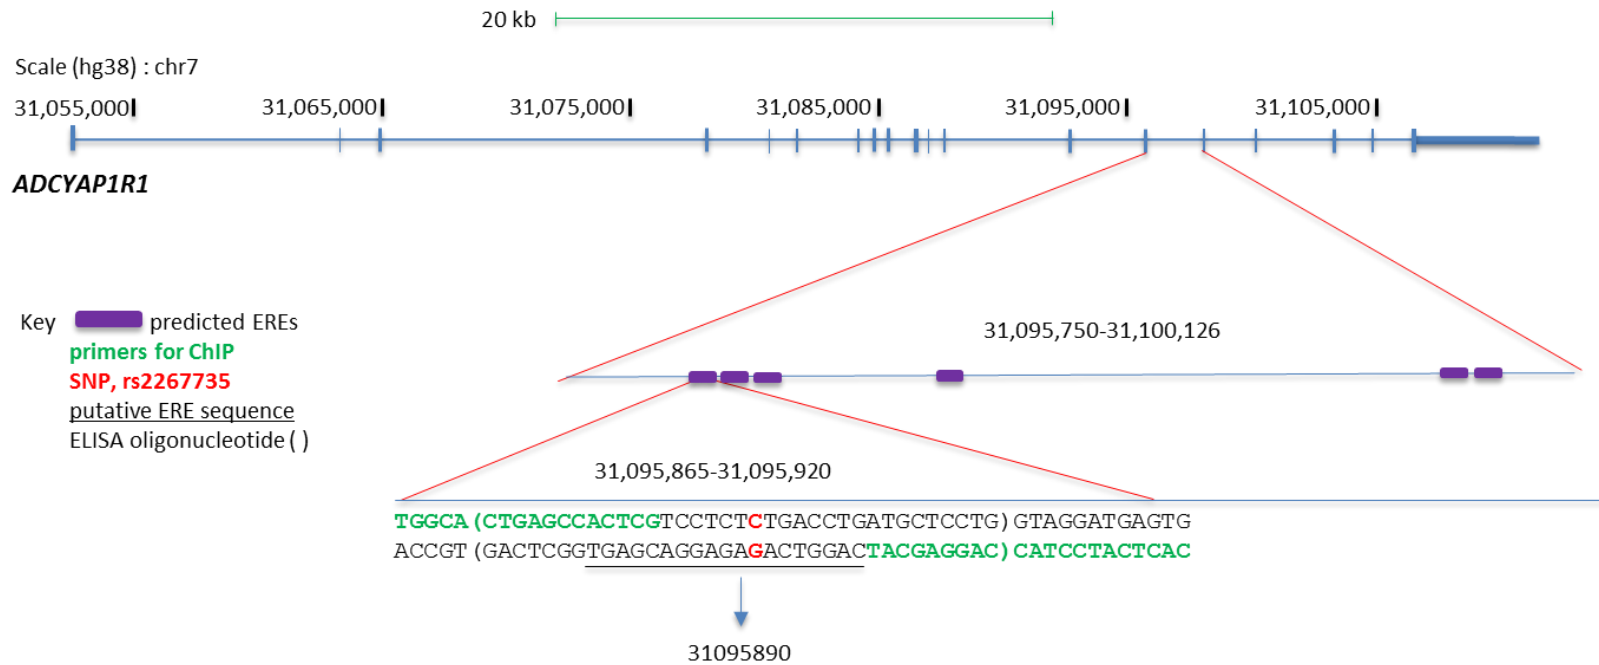 20 kb
Scale (hg38) : chr7
31,055,000 31,065,000 31,075,000 31,085,000 31,095,000 31,105,000
ADCYAP1R1
Key predicted EREs
primers for ChIP
SNP, rs2267735
putative ERE sequence
ELISA oligonucleotide ( )
31,095,750-31,100,126
31,095,865-31,095,920
TGGCA(CTGAGCCACTCGTCCTCTCTGACCTGATGCTCCTG)GTAGGATGAGTG
ACCGT(GACTCGGTGAGCAGGAGAGACTGGACTACGAGGAC)CATCCTACTCAC
31095890